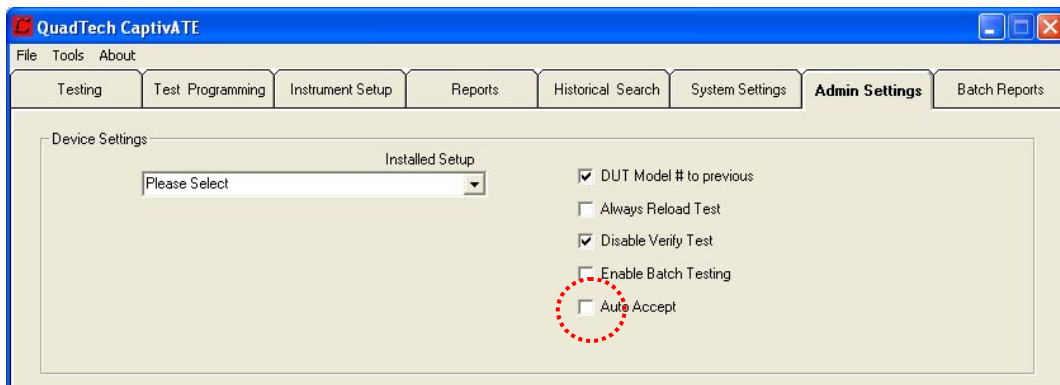 QuadTech CaptivATE
File Tools About
Testing Test Programming Instrument Setup Reports Historical Search System Settings Admin Settings Batch Reports
Device Settings
Installed Setup
Please Select
DUT Model # to previous
Always Reload Test
Disable Verify Test
Enable Batch Testing
Auto Accept